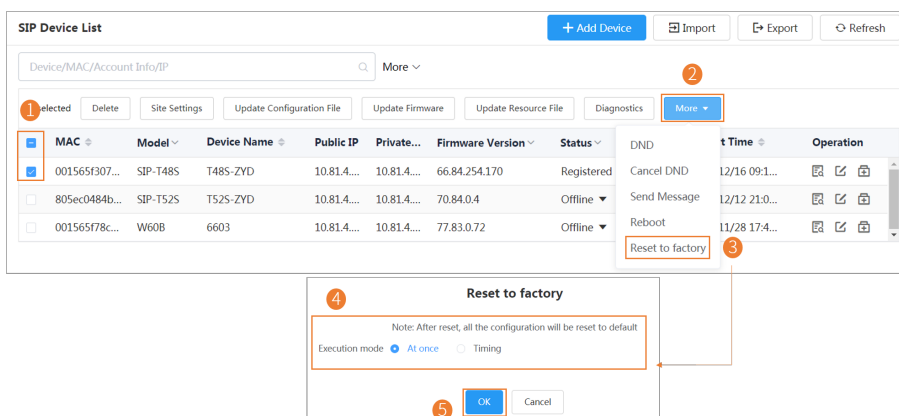 SIP Device List + Add Device Import Export Refresh
Device/MAC/Account Info/IP More
2
1 elected Delete Site Settings Update Configuration File Update Firmware Update Resource File Diagnostics More
MAC Model Device Name Public IP Private... Firmware Version Status t Time Operation
001565f307... SIP-T48S T48S-ZYD 10.81.4.... 10.81.4.... 66.84.254.170 Registered 12/16 09:1...
805ec0484b... SIP-T52S T52S-ZYD 10.81.4.... 10.81.4.... 70.84.0.4 Offline 12/12 21:0...
001565f78c... W60B 6603 10.81.4.... 10.81.4.... 77.83.0.72 Offline 11/28 17:4...
DND
Cancel DND
Send Message
Reboot
Reset to factory 3
4 Reset to factory
Note: After reset, all the configuration will be reset to default
Execution mode At once Timing
5 OK Cancel